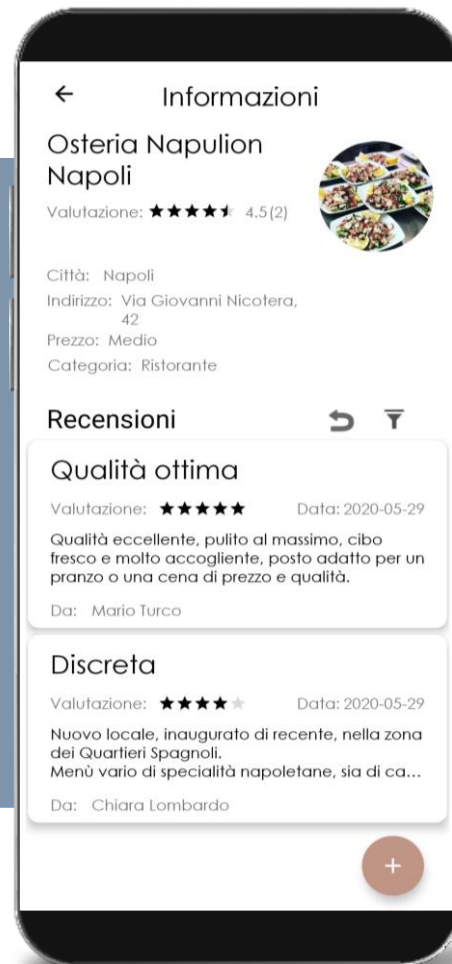 Informazioni
Osteria Napulion
Napoli
Valutazione: 4.5(2)
Città: Napoli
Indirizzo: Via Giovanni Nicotera,
42
Prezzo: Medio
Categoria: Ristorante
Recensioni
Qualità ottima
Valutazione: Data: 2020-05-29
Qualità eccellente, pulito al massimo, cibo
fresco e molto accogliente, posto adatto per un
pranzo o una cena di prezzo e qualità.
Da: Mario Turco
Discreta
Valutazione: Data: 2020-05-29
Nuovo locale, inaugurato di recente, nella zona
dei Quartieri Spagnoli.
Menù vario di specialità napoletane, sia di ca...
Da: Chiara Lombardo
+